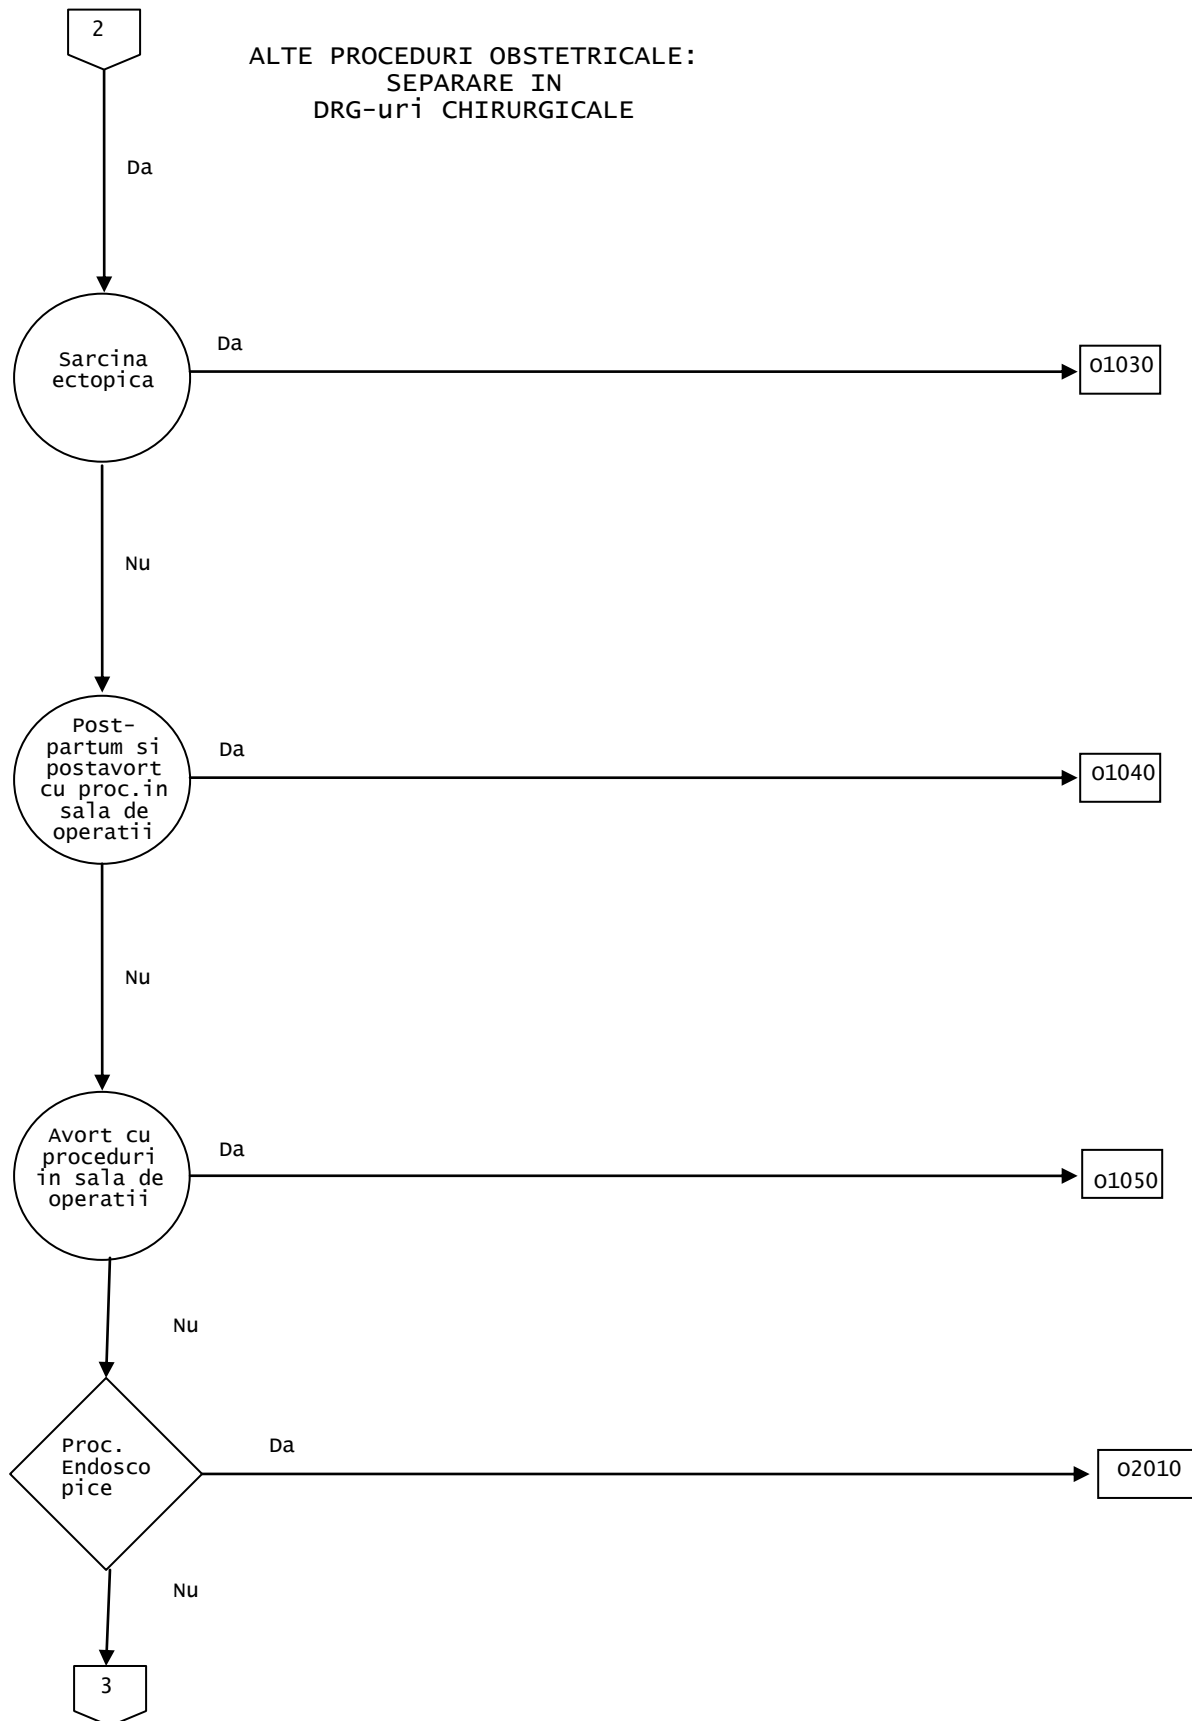 2
ALTE PROCEDURI OBSTETRICALE:
SEPARARE IN
DRG-uri CHIRURGICALE
Da
Sarcina
ectopica
Da
O1030
Nu
Post-
partum si
postavort
cu proc.in
sala de
operatii
Da
O1040
Nu
Avort cu
proceduri
in sala de
operatii
Da
O1050
Nu
Proc.
Endosco
pice
Da
O2010
Nu
3